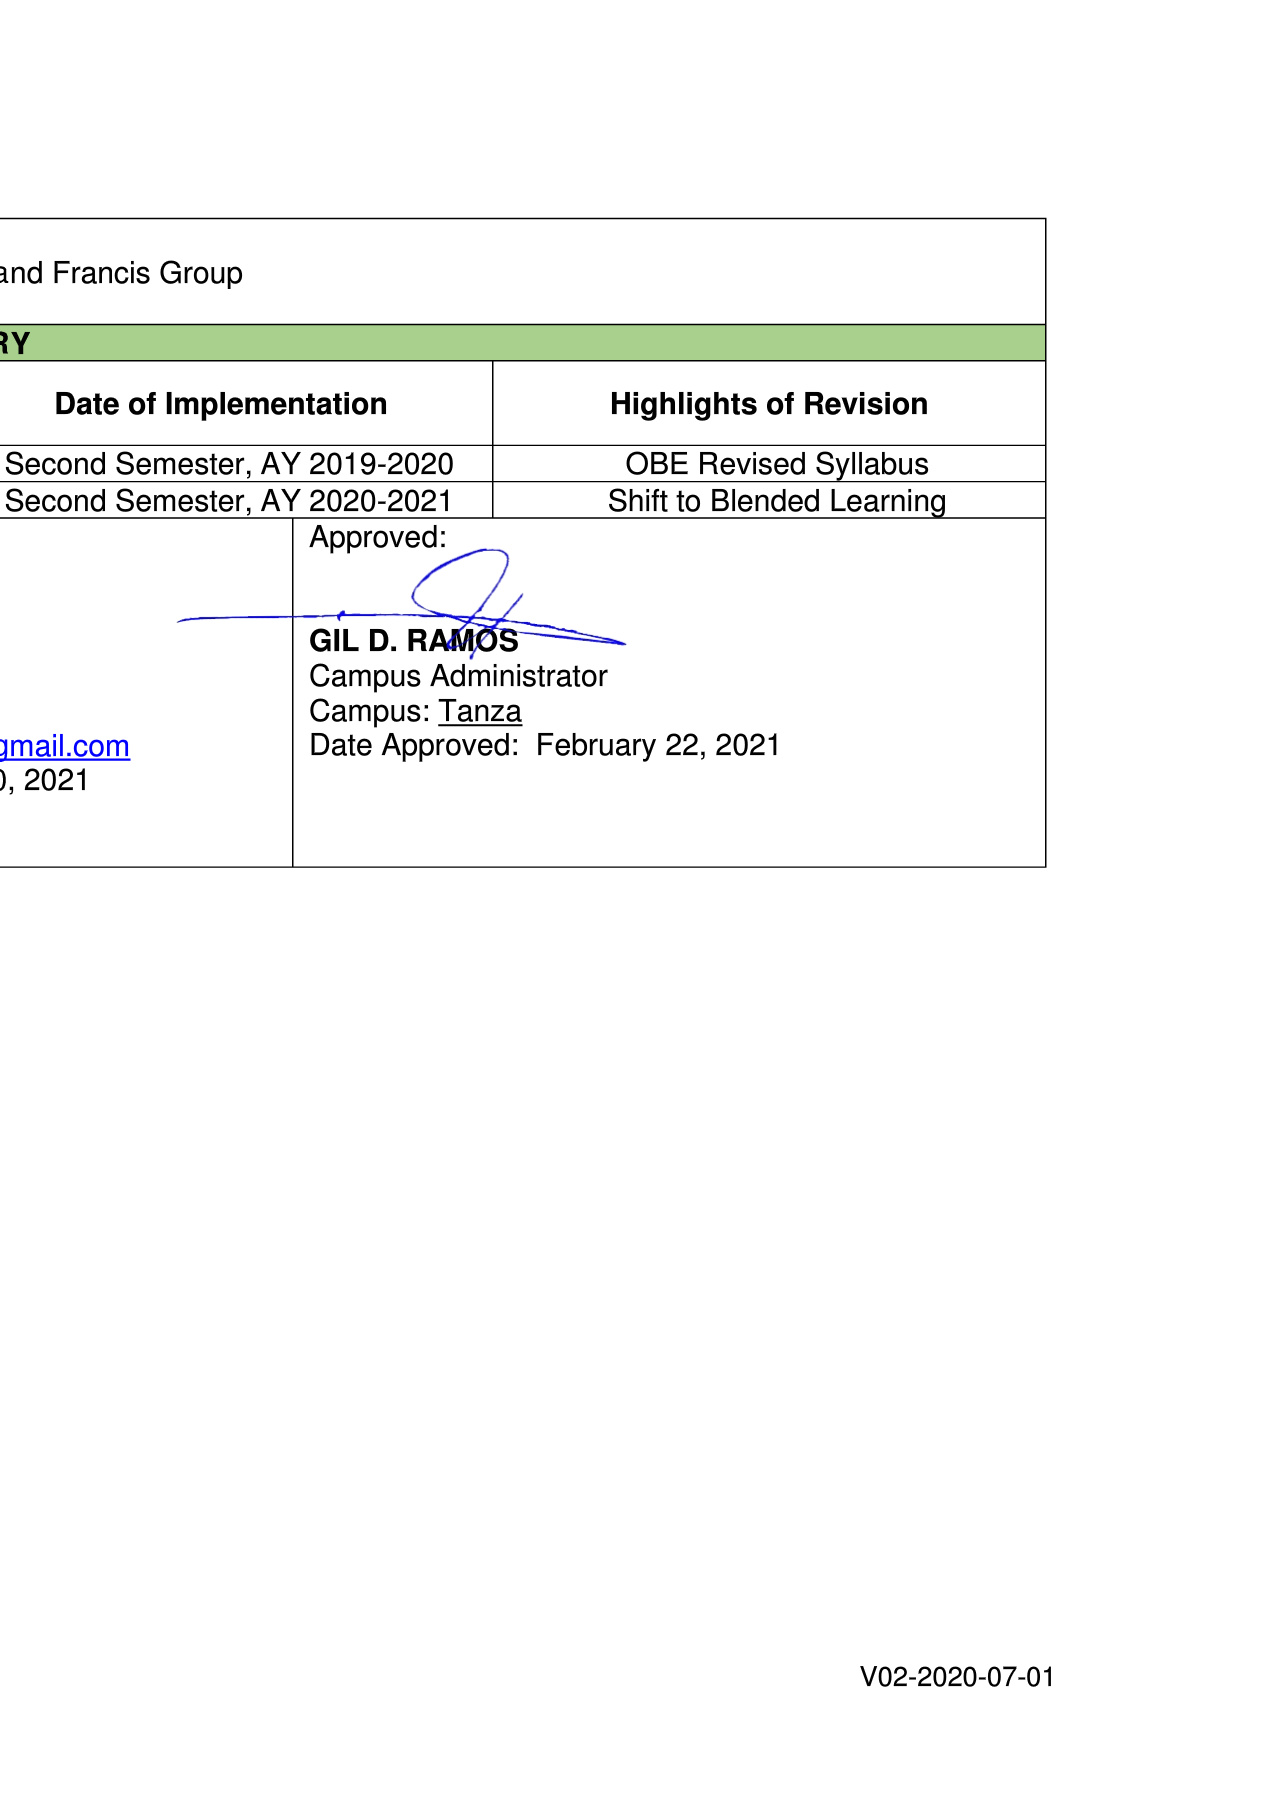 and Francis Group
RY
Date of Implementation
Highlights of Revision
Second Semester, AY 2019-2020
OBE Revised Syllabus
Second Semester, AY 2020-2021
Shift to Blended Learning
Approved:
GIL D. RAMOS
Campus Administrator
Campus: Tanza
Date Approved: February 22, 2021
gmail.com
0, 2021
V02-2020-07-01